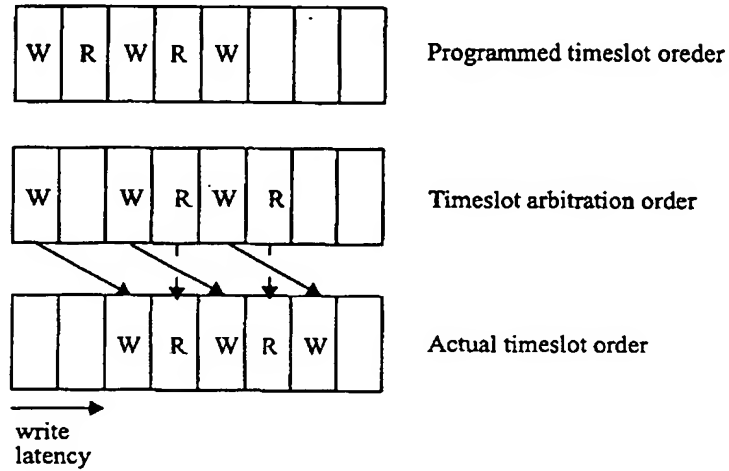 W R W R W
Programmed timeslot oreder
W W R W R
Timeslot arbitration order
W R W R W
Actual timeslot order
write
latency